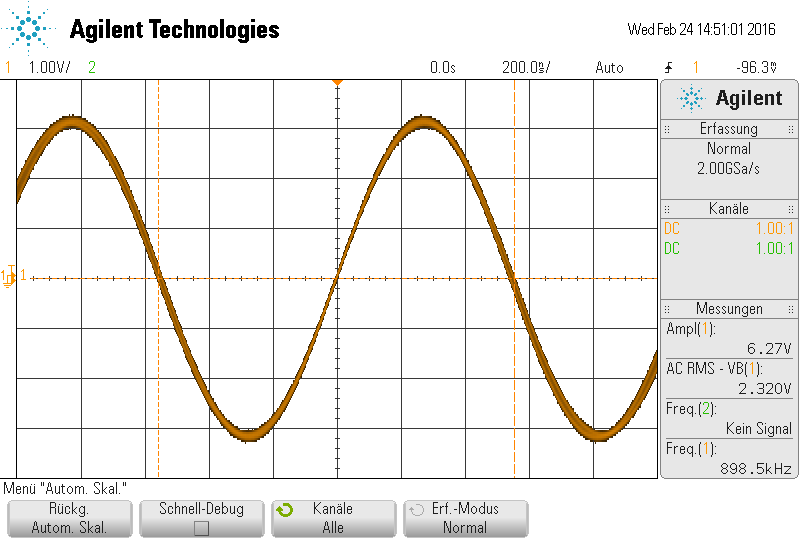 Agilent Technologies
Wed Feb 24 14:51:01 2016
1 1.00V/ 2 0.0s 200.0㎱/ Auto 1 -96.3㎷
Agilent
Erfassung
Normal
2.00GSa/s
Kanäle
DC 1.00:1
DC 1.00:1
1 1
Messungen
Ampl(1):
6.27V
AC RMS - VB(1):
2.320V
Freq.(2):
Kein Signal
Freq.(1):
898.5kHz
Menü "Autom. Skal."
Rückg.
Autom. Skal.
Schnell-Debug
Kanäle
Alle
Erf.-Modus
Normal